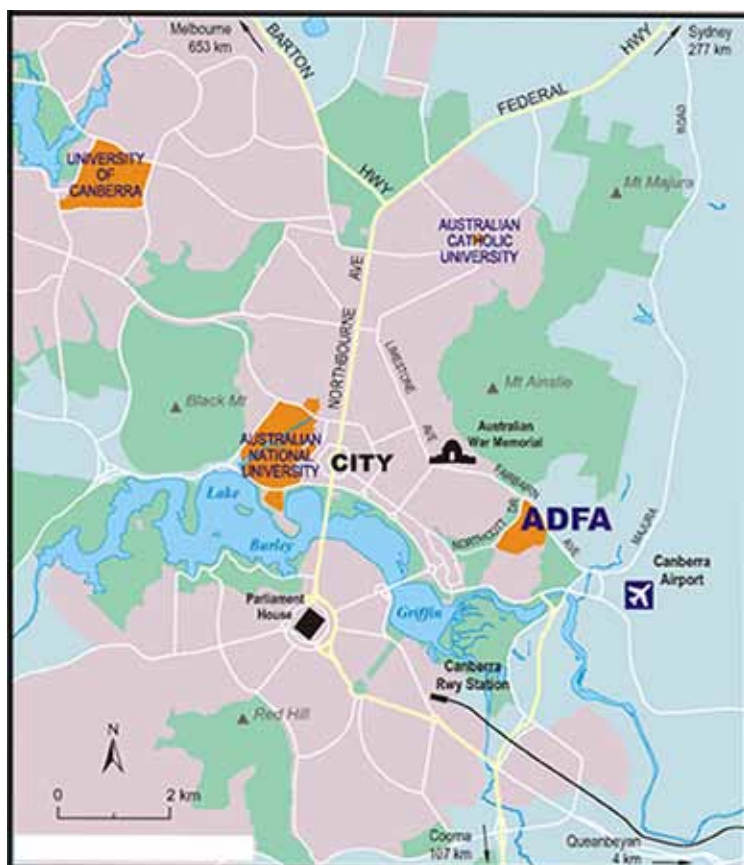 Melbourne
653 km
BARTON
HWY
FEDERAL
HWY
Sydney
277 km
ROAD
UNIVERSITY
OF
CANBERRA
Mt Majura
AUSTRALIAN
CATHOLIC
UNIVERSITY
NORTHBOURNE
AVE
LIMESTONE
AVE
Mt Ainslie
Black Mt
Australian
War Memorial
AUSTRALIAN
NATIONAL
UNIVERSITY
CITY
FAIRBAIRN
AVE
NORTHCOTT DR
ADFA
MAJURA
Lake
Burley
Griffin
Canberra
Airport
Parliament
House
Canberra
Rwy Station
Red Hill
N
0 2 km
Cooma
107 km
Queanbeyan
4 km